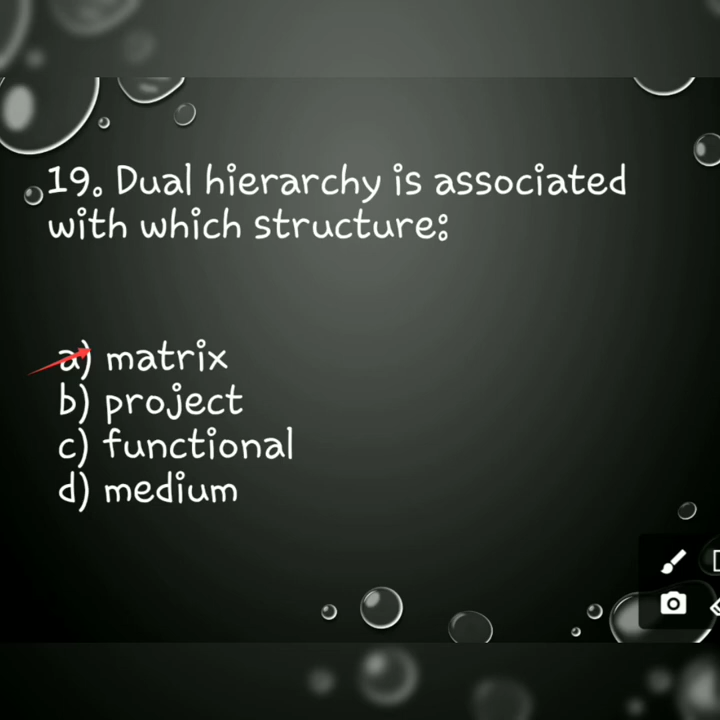 19. Dual hierarchy is associated
with which structure:
a) matrix
b) project
c) functional
d) medium